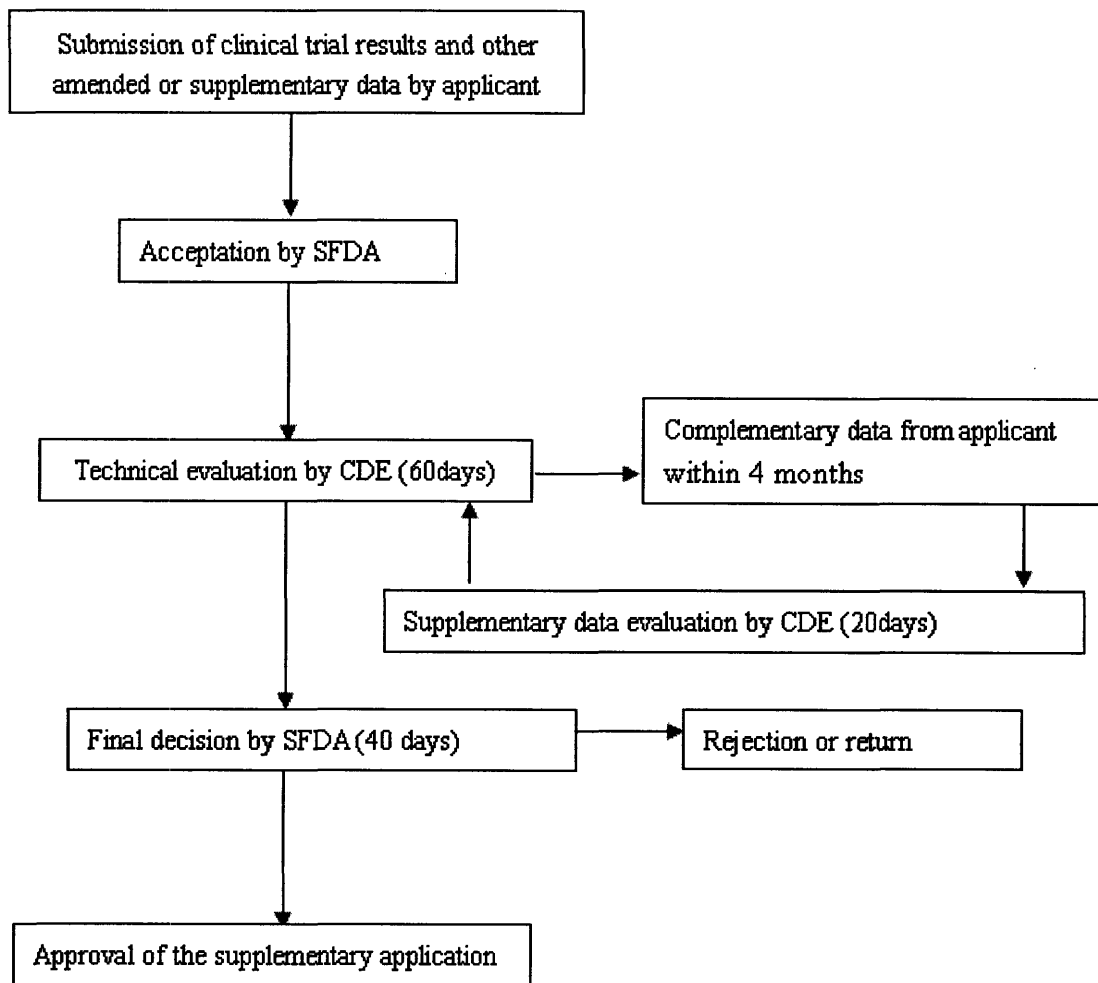 Submission of clinical trial results and other
amended or supplementary data by applicant
Acceptation by SFDA
Technical evaluation by CDE (60days)
Complementary data from applicant
within 4 months
Supplementary data evaluation by CDE (20days)
Final decision by SFDA (40 days)
Rejection or return
Approval of the supplementary application